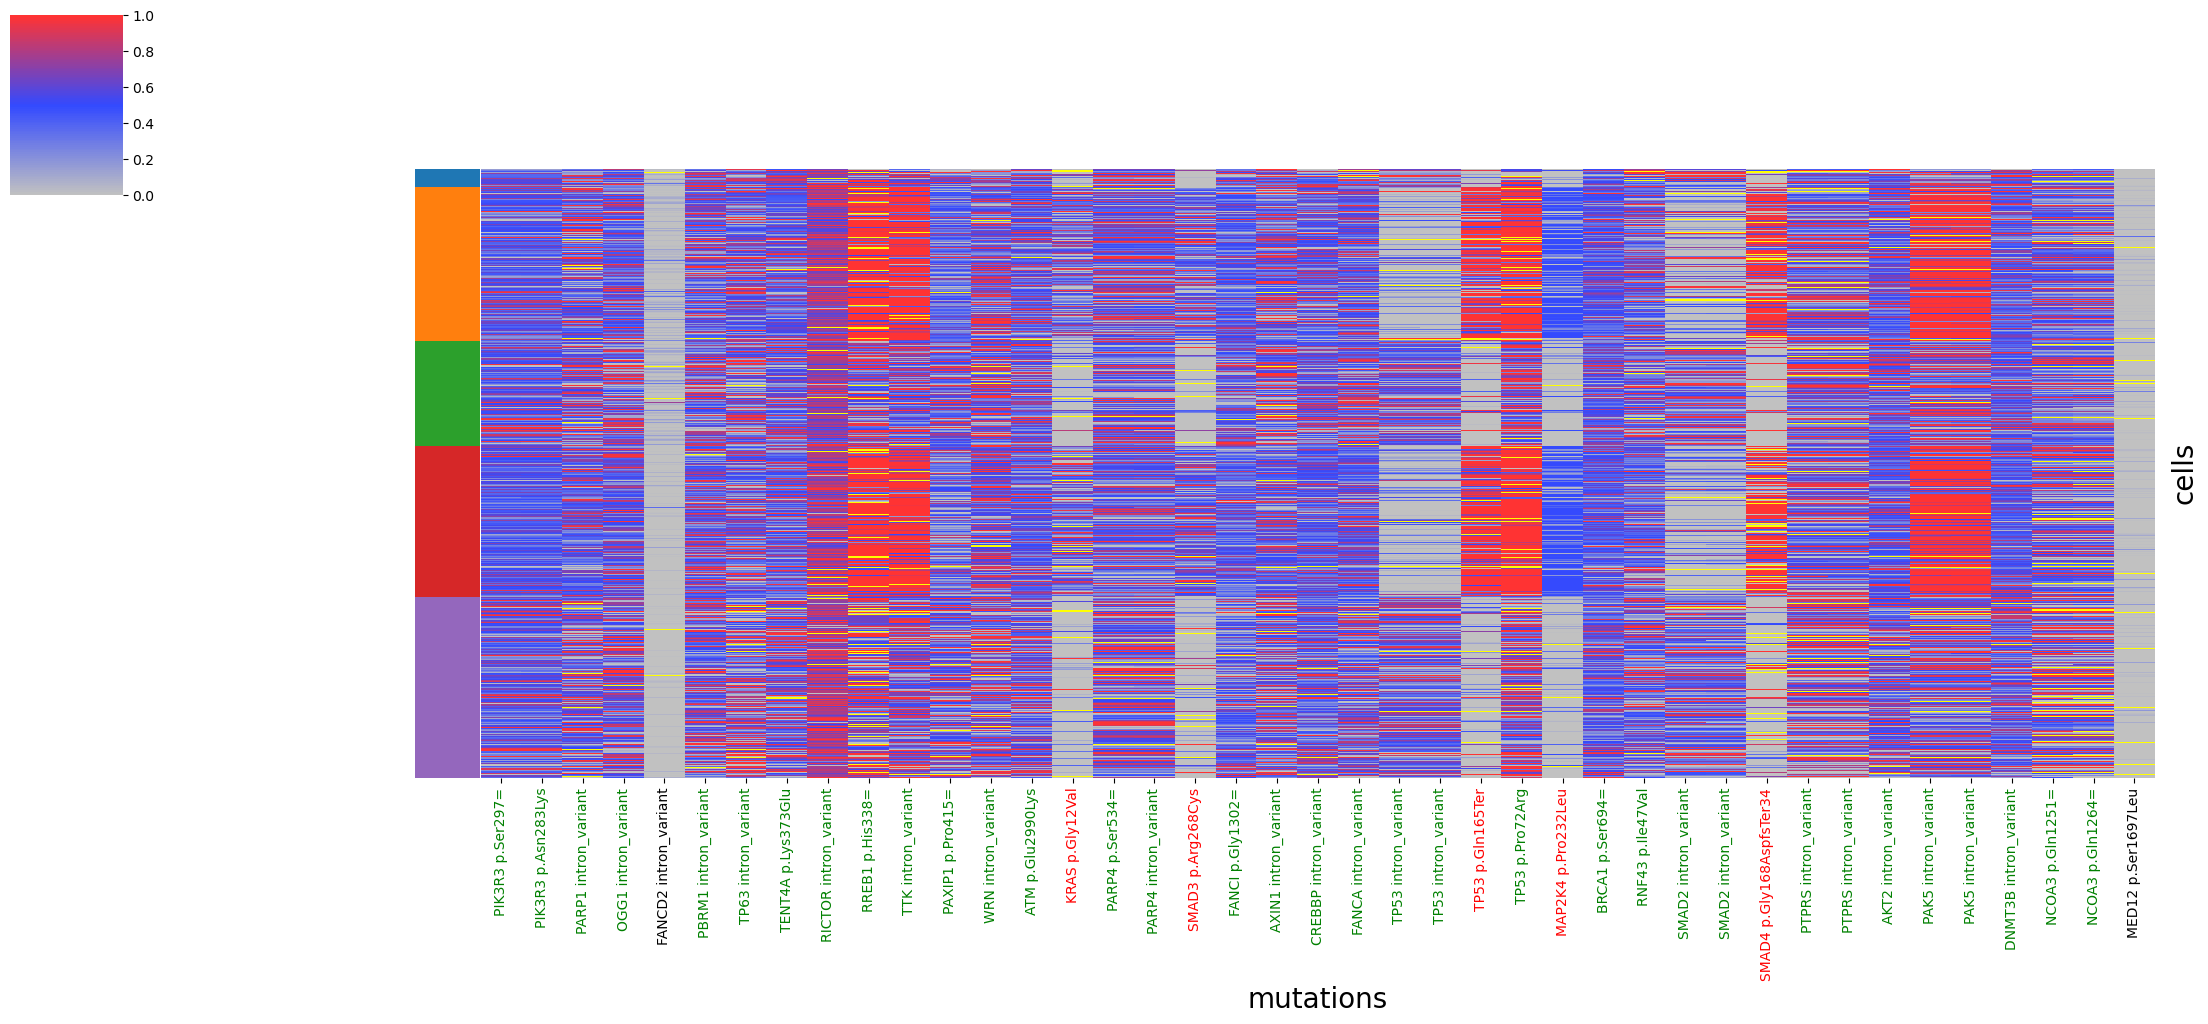 1.0
0.8
0.6
0.4
0.2
0.0
cells
PIK3R3 p.Ser297=
PIK3R3 p.Asn283Lys
PARP1 intron_variant
OGG1 intron_variant
FANCD2 intron_variant
PBRM1 intron_variant
TP63 intron_variant
TENT4A p.Lys373Glu
RICTOR intron_variant
RREB1 p.His338=
TTK intron_variant
PAXIP1 p.Pro415=
WRN intron_variant
ATM p.Glu2990Lys
KRAS p.Gly12Val
PARP4 p.Ser534=
PARP4 intron_variant
SMAD3 p.Arg268Cys
FANCI p.Gly1302=
AXIN1 intron_variant
CREBBP intron_variant
FANCA intron_variant
TP53 intron_variant
TP53 intron_variant
TP53 p.Gln165Ter
TP53 p.Pro72Arg
MAP2K4 p.Pro232Leu
BRCA1 p.Ser694=
RNF43 p.Ile47Val
SMAD2 intron_variant
SMAD2 intron_variant
SMAD4 p.Gly168AspfsTer34
PTPRS intron_variant
PTPRS intron_variant
AKT2 intron_variant
PAK5 intron_variant
PAK5 intron_variant
DNMT3B intron_variant
NCOA3 p.Gln1251=
NCOA3 p.Gln1264=
MED12 p.Ser1697Leu
mutations